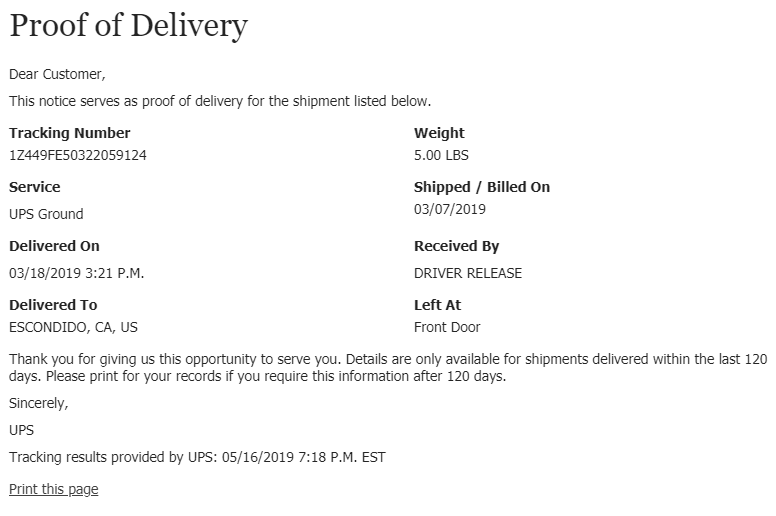 Proof of Delivery
Dear Customer,
This notice serves as proof of delivery for the shipment listed below.
Tracking Number
1Z449FE50322059124
Weight
5.00 LBS
Service
UPS Ground
Shipped / Billed On
03/07/2019
Delivered On
03/18/2019 3:21 P.M.
Received By
DRIVER RELEASE
Delivered To
ESCONDIDO, CA, US
Left At
Front Door
Thank you for giving us this opportunity to serve you. Details are only available for shipments delivered within the last 120
days. Please print for your records if you require this information after 120 days.
Sincerely,
UPS
Tracking results provided by UPS: 05/16/2019 7:18 P.M. EST
Print this page